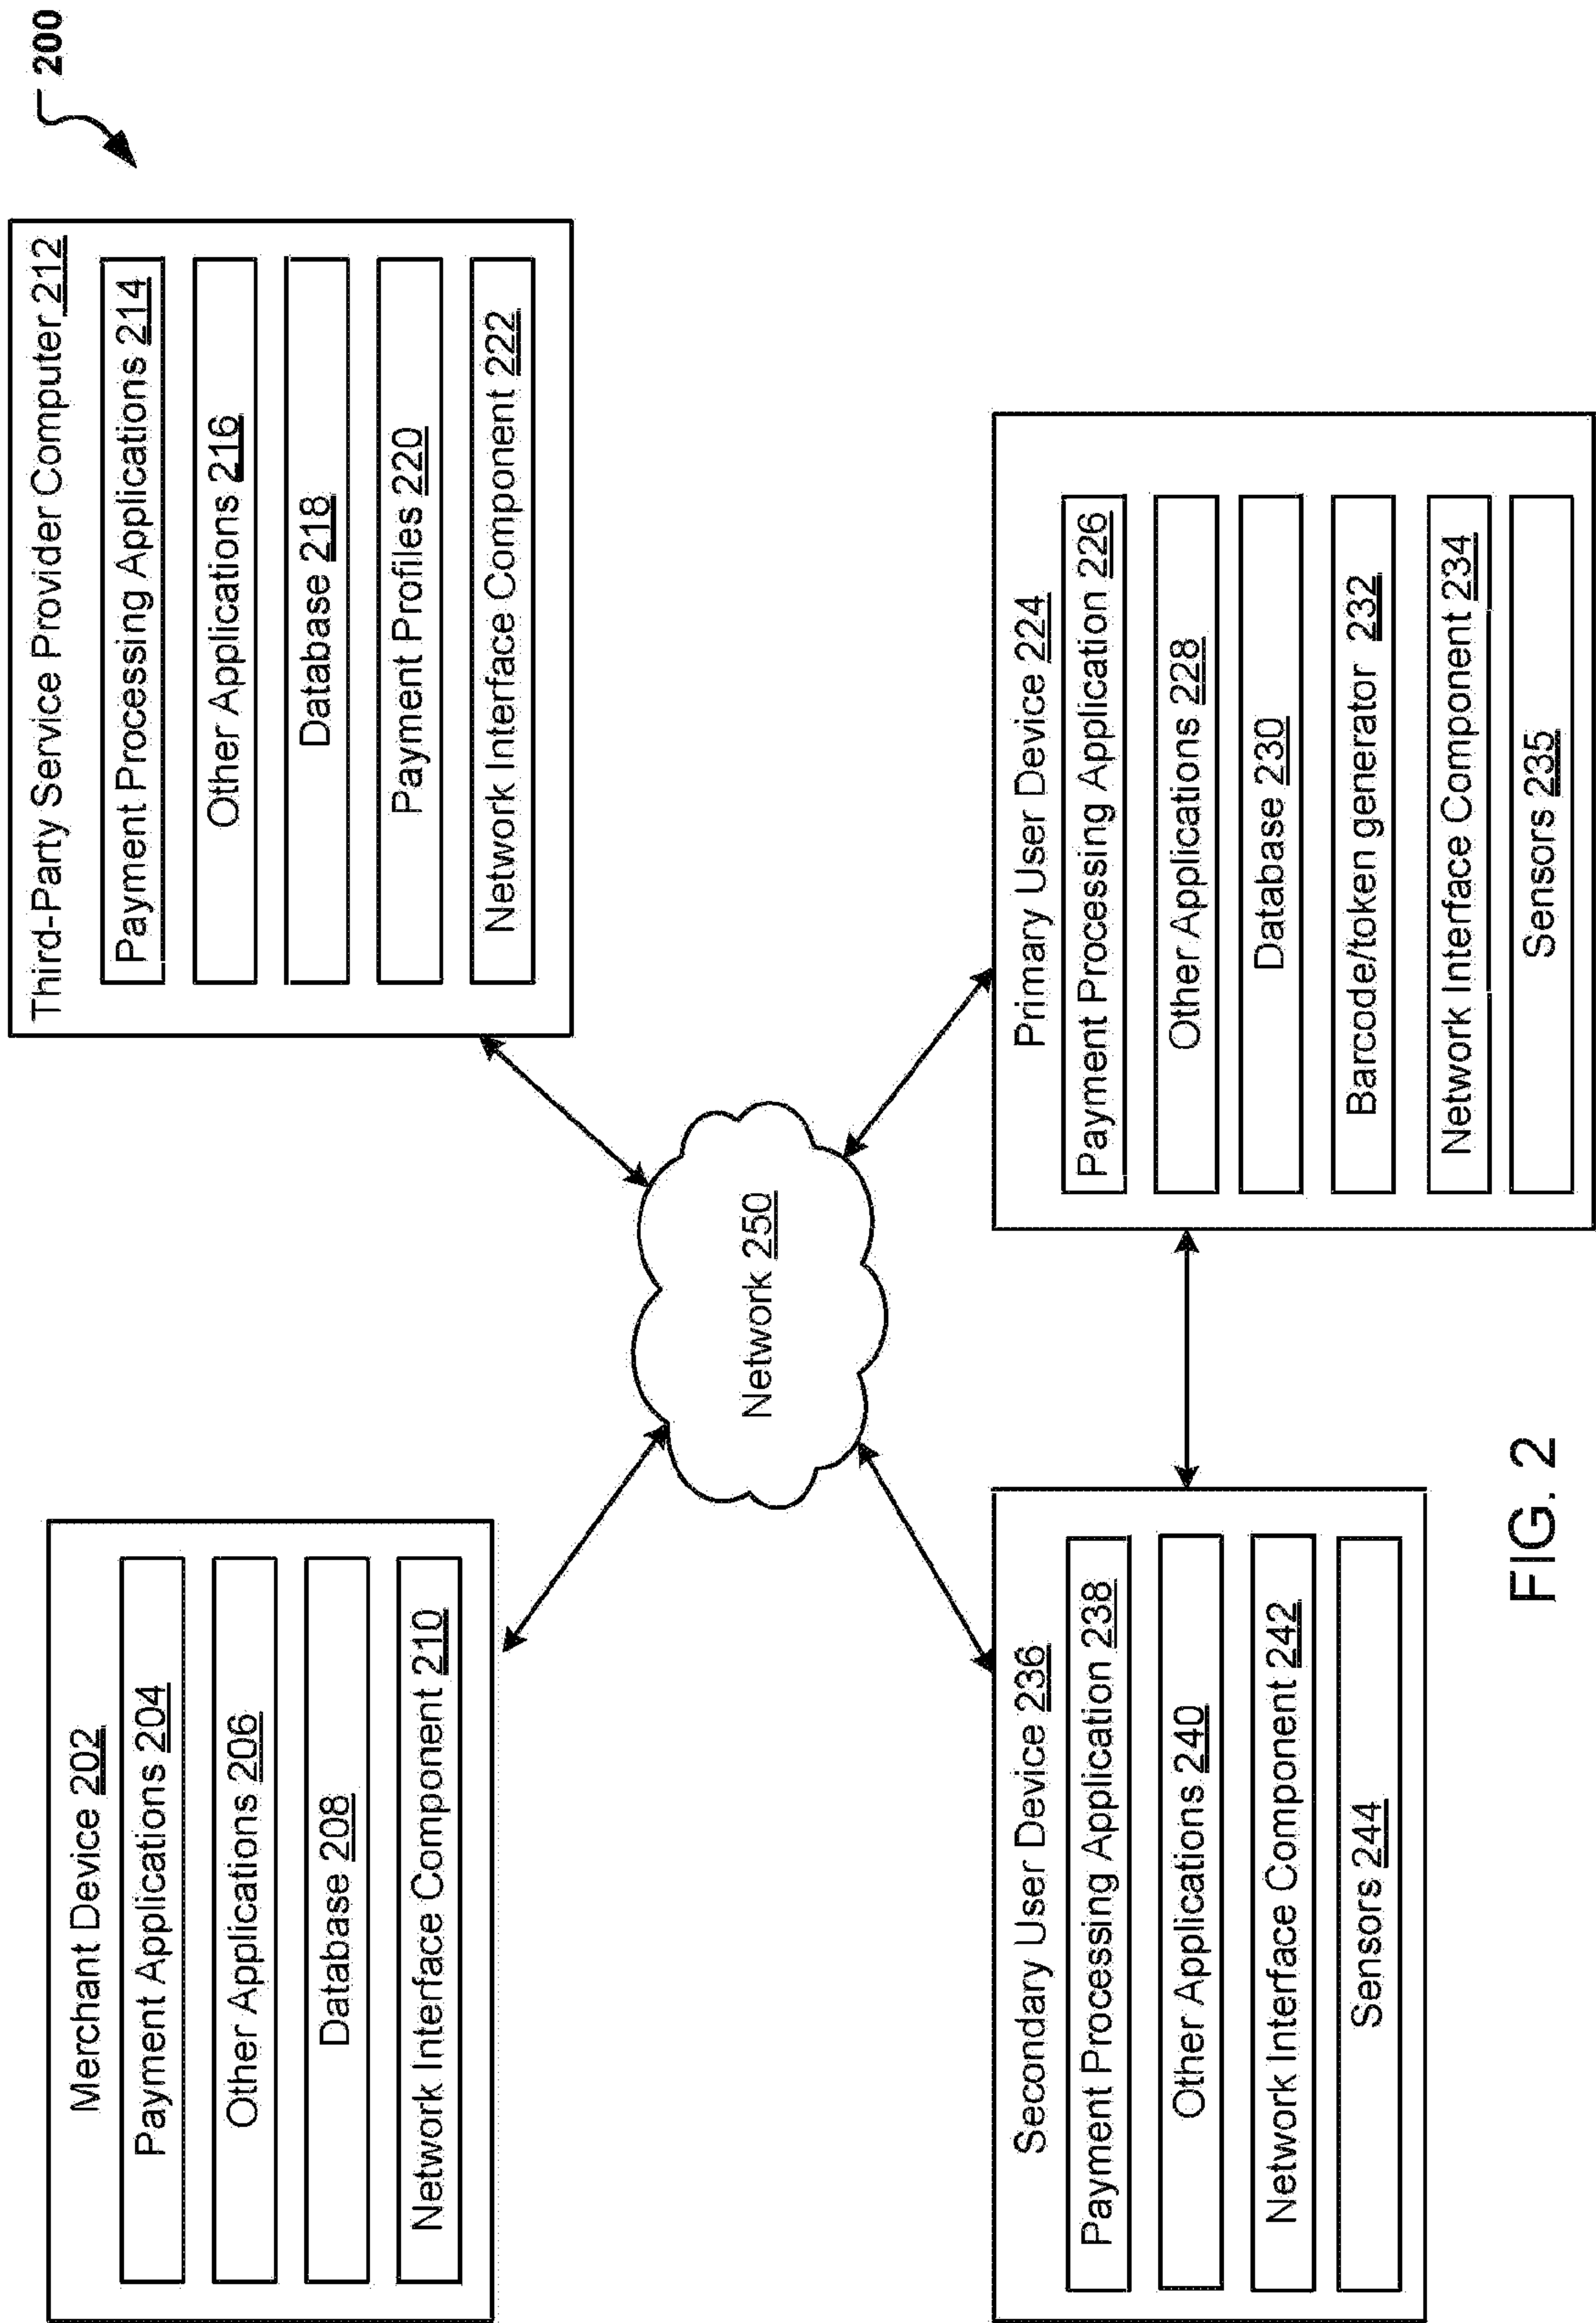 200
Merchant Device 202
Payment Applications 204
Other Applications 206
Database 208
Network Interface Component 210
Third-Party Service Provider Computer 212
Payment Processing Applications 214
Other Applications 216
Database 218
Payment Profiles 220
Network Interface Component 222
Network 250
Secondary User Device 236
Payment Processing Application 238
Other Applications 240
Network Interface Component 242
Sensors 244
Primary User Device 224
Payment Processing Application 226
Other Applications 228
Database 230
Barcode/token generator 232
Network Interface Component 234
Sensors 235
FIG. 2